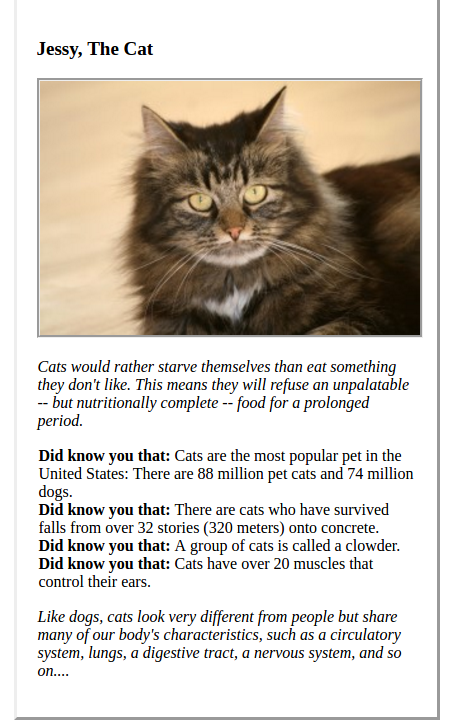 Jessy, The Cat
Cats would rather starve themselves than eat something
they don't like. This means they will refuse an unpalatable
-- but nutritionally complete -- food for a prolonged
period.
Did know you that: Cats are the most popular pet in the
United States: There are 88 million pet cats and 74 million
dogs.
Did know you that: There are cats who have survived
falls from over 32 stories (320 meters) onto concrete.
Did know you that: A group of cats is called a clowder.
Did know you that: Cats have over 20 muscles that
control their ears.
Like dogs, cats look very different from people but share
many of our body's characteristics, such as a circulatory
system, lungs, a digestive tract, a nervous system, and so
on....